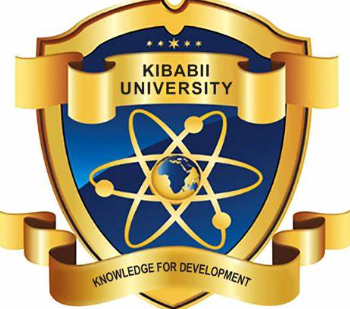 KIBABII
UNIVERSITY
KNOWLEDGE FOR DEVELOPMENT